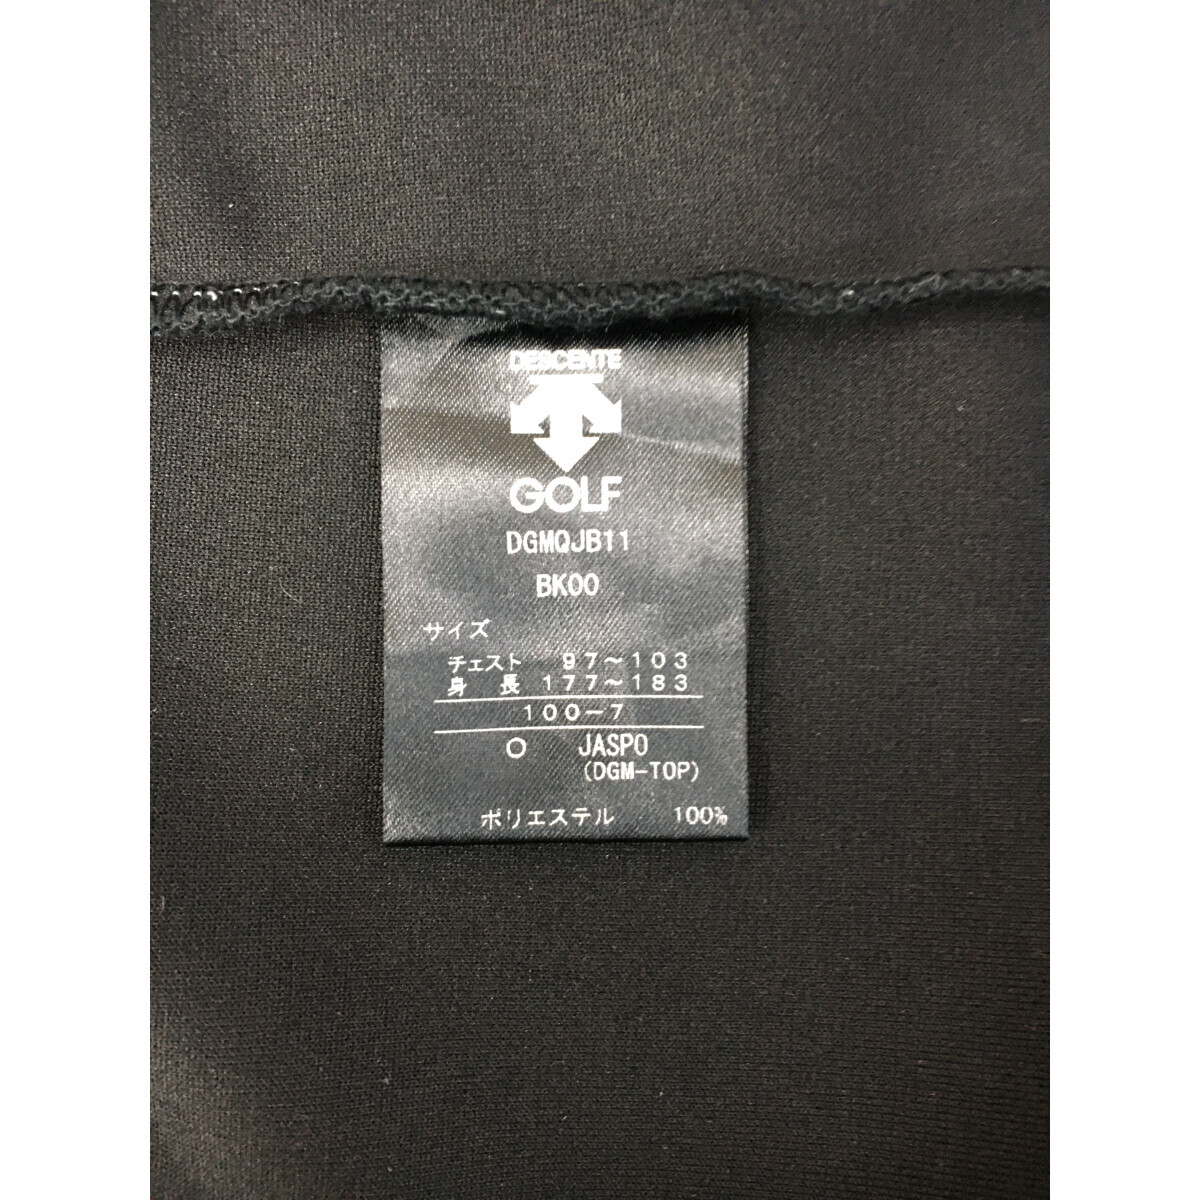 DESCENTE
GOLF
DGMQJB11
BK00
サイズ
チェスト 97～103
身長 177～183
100-7
O JASPO
(DGM-TOP)
ポリエステル 100%